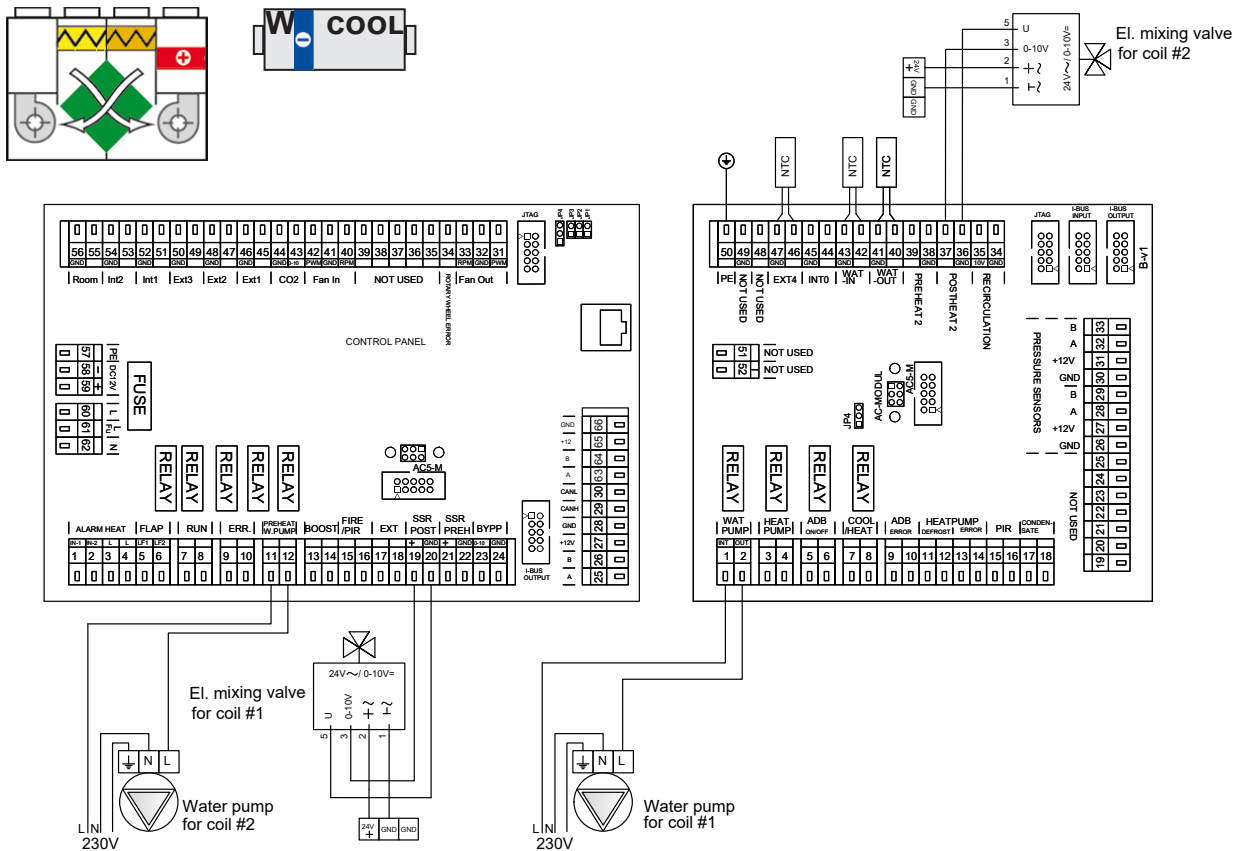 W COOL
5 U
3 0-10V
2
1
24V~/ 0-10V=
El. mixing valve
for coil #2
24V +
GND
GND
NTC NTC NTC
JTAG
JP4 JP3 JP2 JP1
56 55 54 53 52 51 50 49 48 47 46 45 44 43 42 41 40 39 38 37 36 35 34 33 32 31
GND GND GND GND GND GND GND 0-10 PWM GND RPM RPM GND PWM
Room Int2 Int1 Ext3 Ext2 Ext1 CO2 Fan In NOT USED ROTARY WHEEL ERROR Fan Out
CONTROL PANEL
57 PE
58 - DC12V
59 +
FUSE
60 L
61 L Fu
62 N
RELAY RELAY RELAY RELAY RELAY
AC5-M
GND 66
+12 65
B 64
A 63
CANL 30
CANH 29
GND 28
+12V 27
B 26
A 25
I-BUS
OUTPUT
ALARM HEAT FLAP RUN ERR. PREHEAT/ W.PUMP BOOST FIRE /PIR EXT SSR POST SSR PREH BYPP
IN-1 IN-2 L L LF1 LF2 + GND + GND 0-10 GND
1 2 3 4 5 6 7 8 9 10 11 12 13 14 15 16 17 18 19 20 21 22 23 24
50 49 48 47 46 45 44 43 42 41 40 39 38 37 36 35 34
GND GND GND GND GND GND GND 10V GND
PE NOT USED NOT USED EXT4 INT0 WAT -IN WAT -OUT PREHEAT 2 POSTHEAT 2 RECIRCULATION
JTAG
I-BUS
INPUT
I-BUS
OUTPUT
B-v1
51 NOT USED
52 NOT USED
AC-MODUL
AC5-M
JP4
PRESSURE SENSORS
B 33
A 32
+12V 31
GND 30
B 29
A 28
+12V 27
GND 26
25
24
NOT USED
23
22
21
20
19
RELAY RELAY RELAY RELAY
WAT PUMP HEAT PUMP ADB ON/OFF COOL /HEAT ADB ERROR HEATPUMP DEFROST ERROR PIR CONDEN- SATE
INT OUT
1 2 3 4 5 6 7 8 9 10 11 12 13 14 15 16 17 18
24V~/ 0-10V=
U 0-10V
5 3 2 1
El. mixing valve
for coil #1
24V + GND GND
N L
Water pump
for coil #2
L N
230V
N L
Water pump
for coil #1
L N
230V